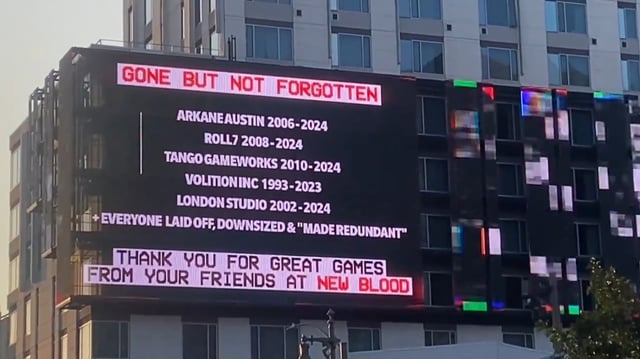 GONE BUT NOT FORGOTTEN
ARKANE AUSTIN 2006-2024
ROLL7 2008-2024
TANGO GAMEWORKS 2010-2024
VOLITION INC 1993-2023
LONDON STUDIO 2002-2024
+ EVERYONE LAID OFF, DOWNSIZED & "MADE REDUNDANT"
THANK YOU FOR GREAT GAMES
FROM YOUR FRIENDS AT NEW BLOOD